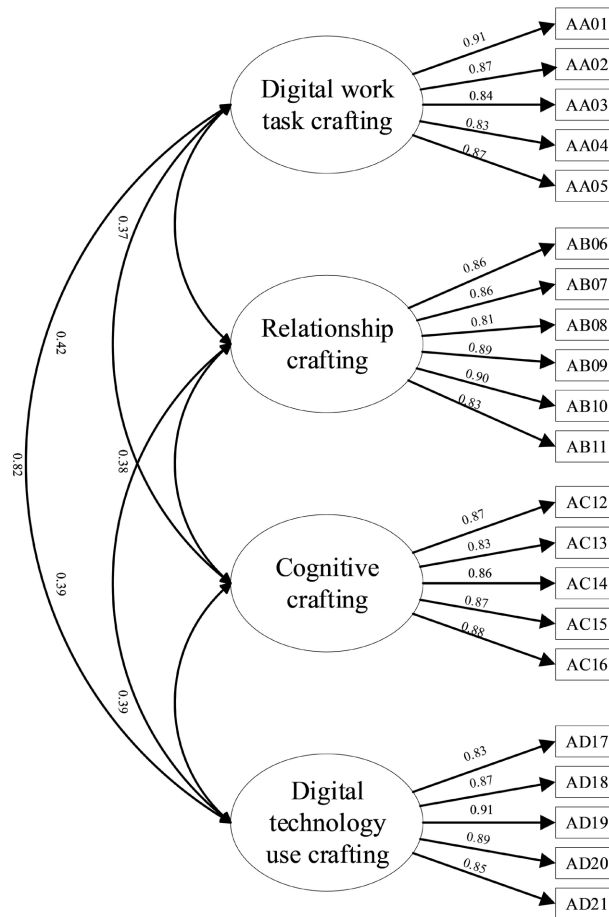 AA01
0.91
AA02
0.87
Digital work
task crafting
0.84
AA03
0.83
AA04
0.87
AA05
0.37
AB06
0.86
AB07
0.86
Relationship
crafting
0.81
AB08
0.42
0.89
AB09
0.90
AB10
0.83
AB11
0.82
0.38
AC12
0.87
AC13
0.83
Cognitive
crafting
0.86
AC14
0.39
0.87
AC15
0.88
AC16
0.39
AD17
0.83
AD18
0.87
Digital
technology
use crafting
0.91
AD19
0.89
AD20
0.85
AD21